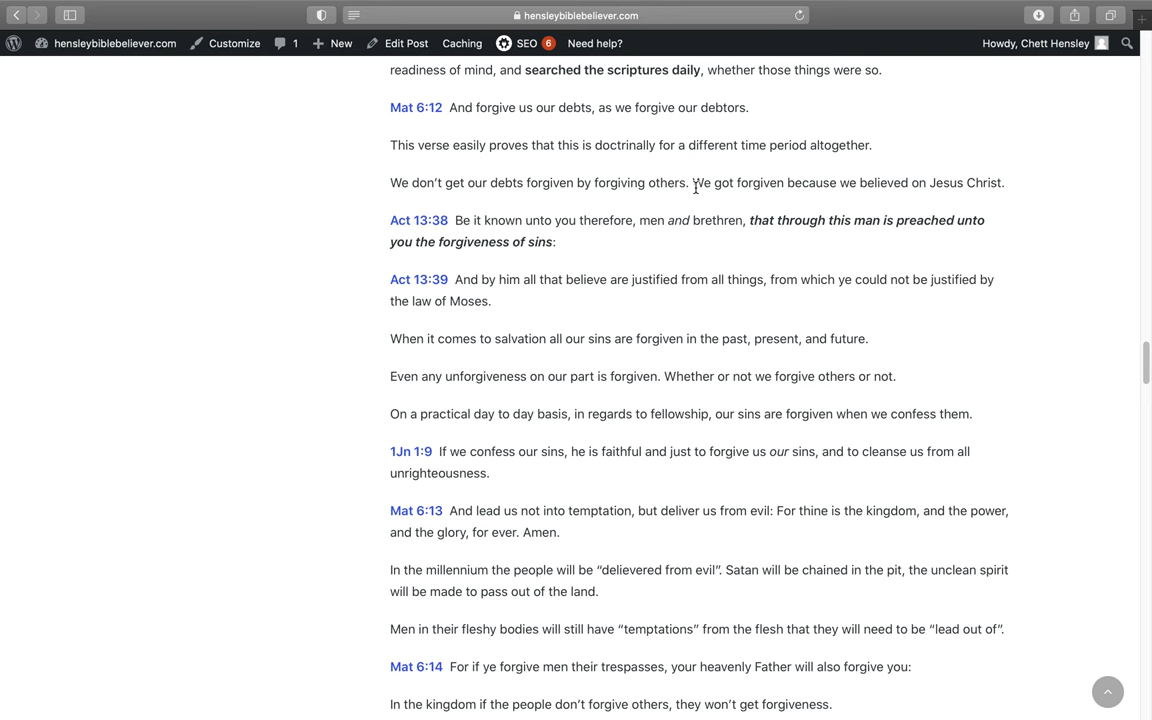 hensleybiblebeliever.com
hensleybiblebeliever.com Customize 1 New Edit Post Caching SEO 6 Need help? Howdy, Chett Hensley
readiness of mind, and searched the scriptures daily, whether those things were so.
Mat 6:12 And forgive us our debts, as we forgive our debtors.
This verse easily proves that this is doctrinally for a different time period altogether.
We don’t get our debts forgiven by forgiving others. We got forgiven because we believed on Jesus Christ.
Act 13:38 Be it known unto you therefore, men and brethren, that through this man is preached unto
you the forgiveness of sins:
Act 13:39 And by him all that believe are justified from all things, from which ye could not be justified by
the law of Moses.
When it comes to salvation all our sins are forgiven in the past, present, and future.
Even any unforgiveness on our part is forgiven. Whether or not we forgive others or not.
On a practical day to day basis, in regards to fellowship, our sins are forgiven when we confess them.
1Jn 1:9 If we confess our sins, he is faithful and just to forgive us our sins, and to cleanse us from all
unrighteousness.
Mat 6:13 And lead us not into temptation, but deliver us from evil: For thine is the kingdom, and the power,
and the glory, for ever. Amen.
In the millennium the people will be “delievered from evil”. Satan will be chained in the pit, the unclean spirit
will be made to pass out of the land.
Men in their fleshy bodies will still have “temptations” from the flesh that they will need to be “lead out of”.
Mat 6:14 For if ye forgive men their trespasses, your heavenly Father will also forgive you:
In the kingdom if the people don’t forgive others, they won’t get forgiveness.